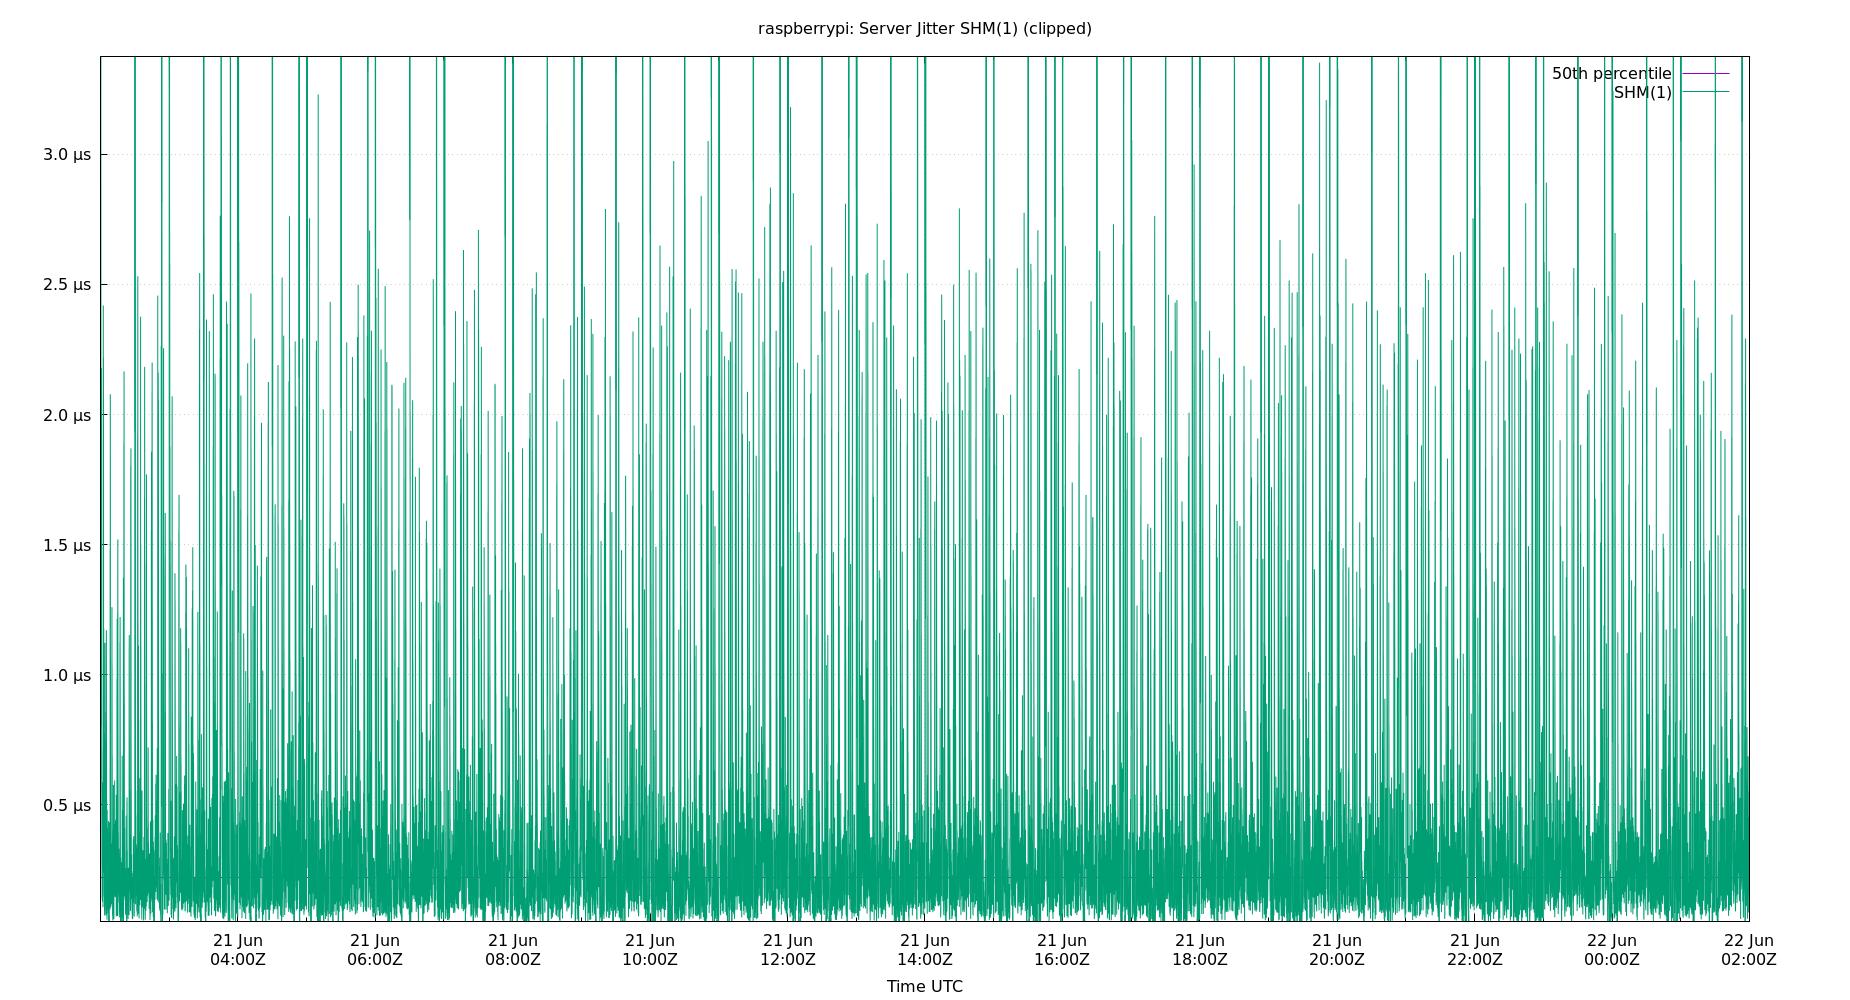 raspberrypi: Server Jitter SHM(1) (clipped)
50th percentile
SHM(1)
3.0 µs
2.5 µs
2.0 µs
1.5 µs
1.0 µs
0.5 µs
21 Jun 21 Jun 21 Jun 21 Jun 21 Jun 21 Jun 21 Jun 21 Jun 21 Jun 21 Jun 22 Jun 22 Jun
04:00Z 06:00Z 08:00Z 10:00Z 12:00Z 14:00Z 16:00Z 18:00Z 20:00Z 22:00Z 00:00Z 02:00Z
Time UTC